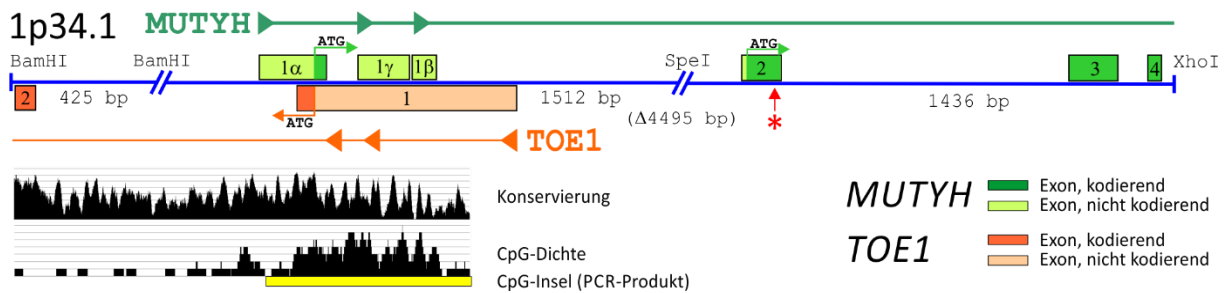 1p34.1 MUTYH
ATG ATG
BamHI BamHI SpeI XhoI
1α 1γ 1β 2 3 4
2 425 bp 1 1512 bp 1436 bp
ATG (Δ4495 bp) *
TOE1
Konservierung
CpG-Dichte
CpG-Insel (PCR-Produkt)
MUTYH Exon, kodierend
Exon, nicht kodierend
TOE1 Exon, kodierend
Exon, nicht kodierend